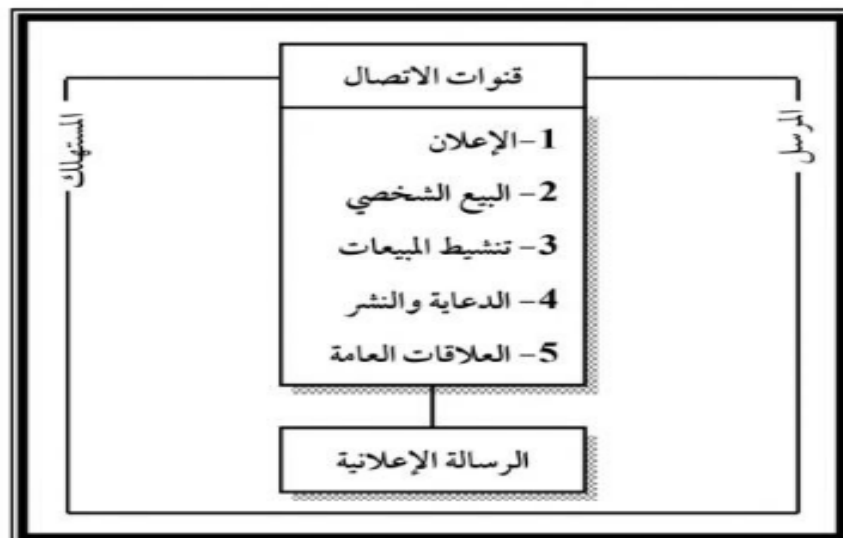 قنوات الاتصال
المرسل
المستهلك
1- الإعلان
2- البيع الشخصي
3- تنشيط المبيعات
4- الدعاية والنشر
5- العلاقات العامة
الرسالة الإعلانية